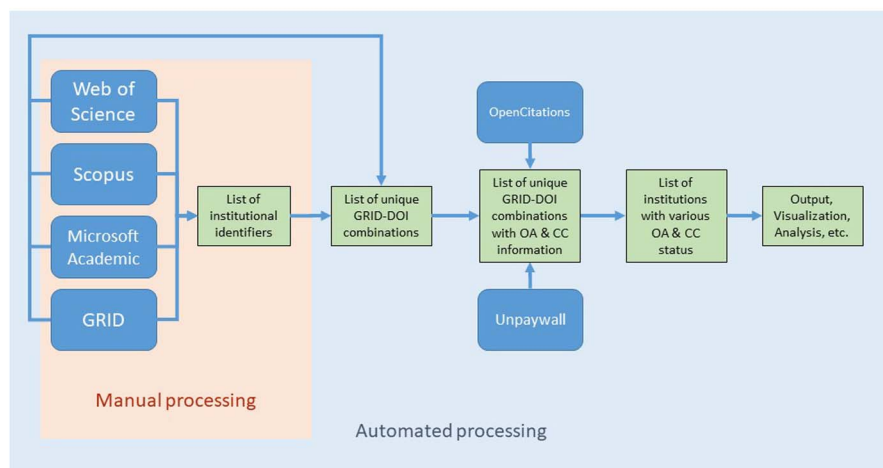 Web of
Science
Scopus
Microsoft
Academic
GRID
List of
institutional
identifiers
List of unique
GRID-DOI
combinations
OpenCitations
List of unique
GRID-DOI
combinations
with OA & CC
information
Unpaywall
List of
institutions
with various
OA & CC
status
Output,
Visualization,
Analysis, etc.
Manual processing
Automated processing